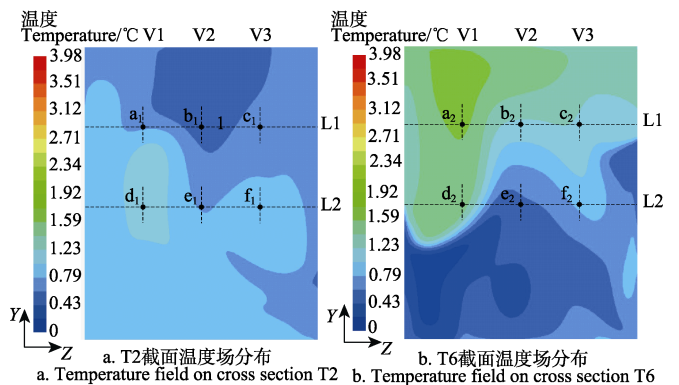 温度
Temperature/℃ V1 V2 V3
3.98
3.51
3.12
2.71
2.34
1.92
1.59
1.23
0.79
0.43
0
a1 b1 1 c1 L1
d1 e1 f1 L2
Y
Z
a. T2截面温度场分布
a. Temperature field on cross section T2
温度
Temperature/℃ V1 V2 V3
3.98
3.51
3.12
2.71
2.34
1.92
1.59
1.23
0.79
0.43
0
a2 b2 c2 L1
d2 e2 f2 L2
Y
Z
b. T6截面温度场分布
b. Temperature field on cross section T6